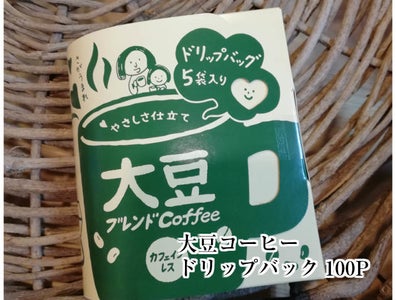 ドリップバッグ
5袋入り
やさしさ仕立て
大豆
ブレンドCoffee
カフェイン
レス
大豆コーヒー
ドリップバック 100P